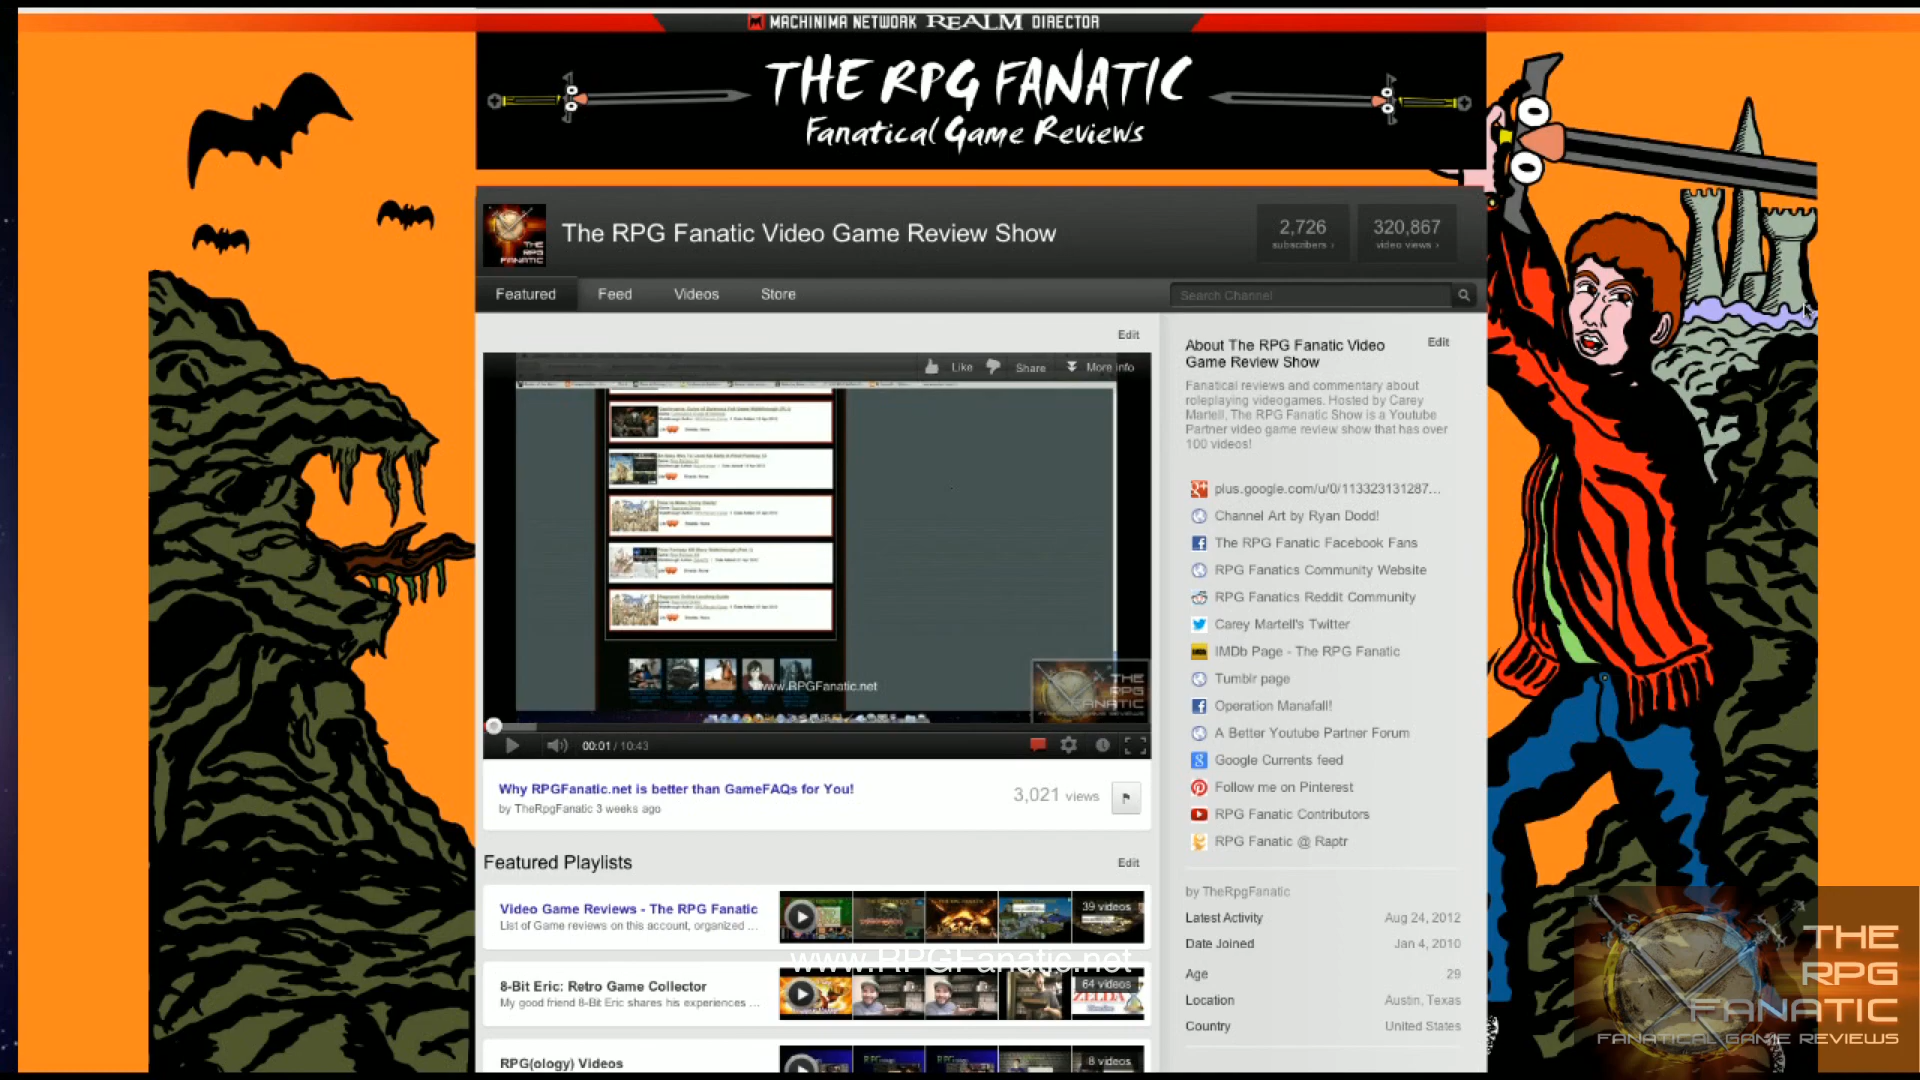 MACHINIMA NETWORK REALM DIRECTOR
THE RPG FANATIC
Fanatical Game Reviews
THE
RPG
FANATIC
The RPG Fanatic Video Game Review Show
2,726
subscribers ›
320,867
video views ›
Featured
Feed
Videos
Store
Search Channel
Edit
Like
Share
More info
www.RPGFanatic.net
THE
RPG
FANATIC
00:01 / 10:43
Why RPGFanatic.net is better than GameFAQs for You!
by TheRpgFanatic 3 weeks ago
3,021 views
Featured Playlists
Edit
Video Game Reviews - The RPG Fanatic
List of Game reviews on this account, organized ...
39 videos
www.RPGFanatic.net
8-Bit Eric: Retro Game Collector
My good friend 8-Bit Eric shares his experiences ...
64 videos
ZELDA
RPG(ology) Videos
8 videos
About The RPG Fanatic Video
Game Review Show
Edit
Fanatical reviews and commentary about
roleplaying videogames. Hosted by Carey
Martell, The RPG Fanatic Show is a Youtube
Partner video game review show that has over
100 videos!
plus.google.com/u/0/113323131287...
Channel Art by Ryan Dodd!
The RPG Fanatic Facebook Fans
RPG Fanatics Community Website
RPG Fanatics Reddit Community
Carey Martell's Twitter
IMDb Page - The RPG Fanatic
Tumblr page
Operation Manafall!
A Better Youtube Partner Forum
Google Currents feed
Follow me on Pinterest
RPG Fanatic Contributors
RPG Fanatic @ Raptr
by TheRpgFanatic
Latest Activity Aug 24, 2012
Date Joined Jan 4, 2010
Age 29
Location Austin, Texas
Country United States
THE
RPG
FANATIC
FANATICAL GAME REVIEWS